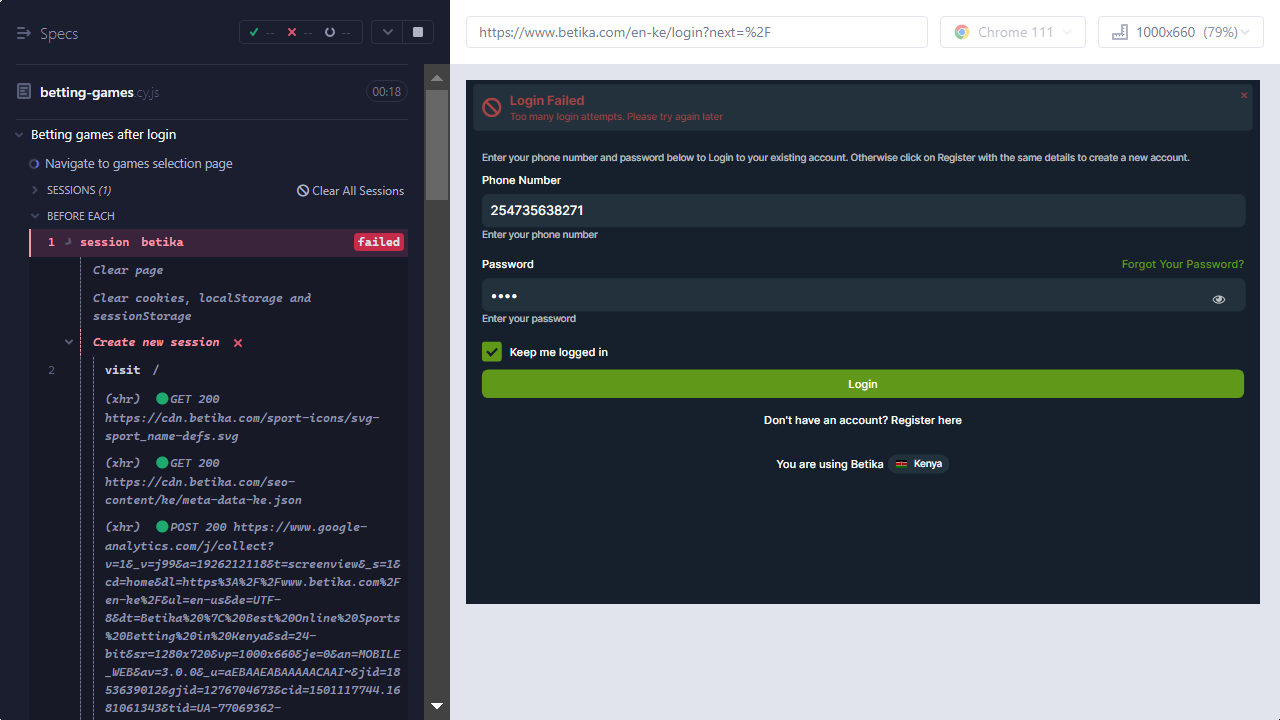 Specs
-- -- --
betting-games.cy.js
00:18
Betting games after login
Navigate to games selection page
SESSIONS (1)
Clear All Sessions
BEFORE EACH
1 session betika failed
Clear page
Clear cookies, localStorage and
sessionStorage
Create new session
2 visit /
(xhr) GET 200
https://cdn.betika.com/sport-icons/svg-
sport_name-defs.svg
(xhr) GET 200
https://cdn.betika.com/seo-
content/ke/meta-data-ke.json
(xhr) POST 200 https://www.google-
analytics.com/j/collect?
v=1&_v=j99&a=1926212118&t=screenview&_s=1&
cd=home&dl=https%3A%2F%2Fwww.betika.com%2F
en-ke%2F&ul=en-us&de=UTF-
8&dt=Betika%20%7C%20Best%20Online%20Sports
%20Betting%20in%20Kenya&sd=24-
bit&sr=1280x720&vp=1000x660&je=0&an=MOBILE
_WEB&av=3.0.0&_u=aEBAAEABAAAAACAAI~&jid=18
53639012&gjid=1276704673&cid=1501117744.16
81061343&tid=UA-77069362-
https://www.betika.com/en-ke/login?next=%2F
Chrome 111
1000x660 (79%)
Login Failed
Too many login attempts. Please try again later
×
Enter your phone number and password below to Login to your existing account. Otherwise click on Register with the same details to create a new account.
Phone Number
254735638271
Enter your phone number
Password
Forgot Your Password?
••••
Enter your password
Keep me logged in
Login
Don't have an account? Register here
You are using Betika Kenya